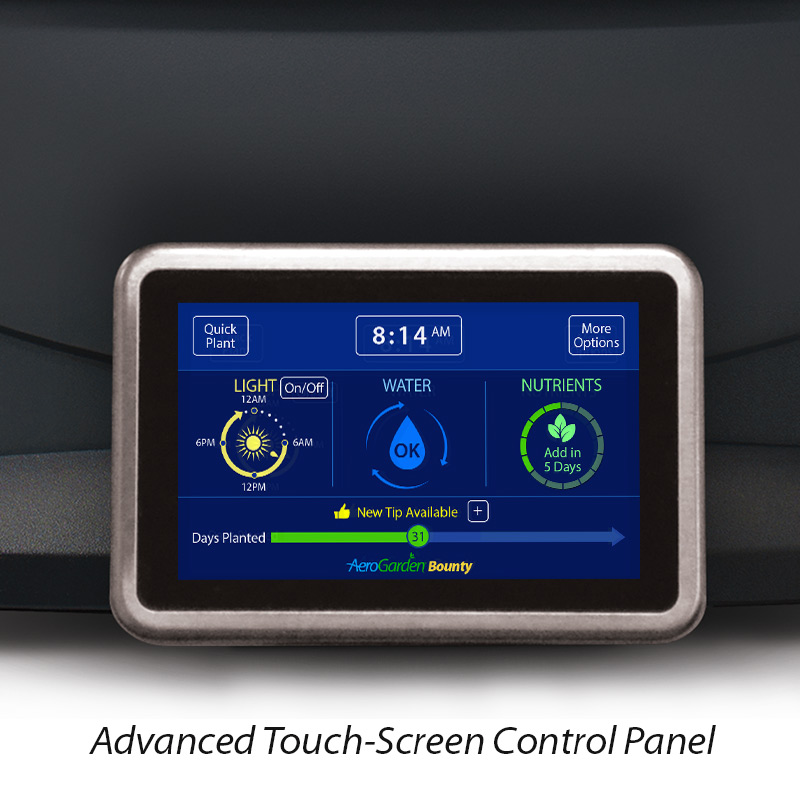 Quick
Plant
8:14 AM
More
Options
LIGHT On/Off
12AM
6PM
6AM
12PM
WATER
OK
NUTRIENTS
Add in
5 Days
New Tip Available +
Days Planted 31
AeroGarden Bounty
Advanced Touch-Screen Control Panel